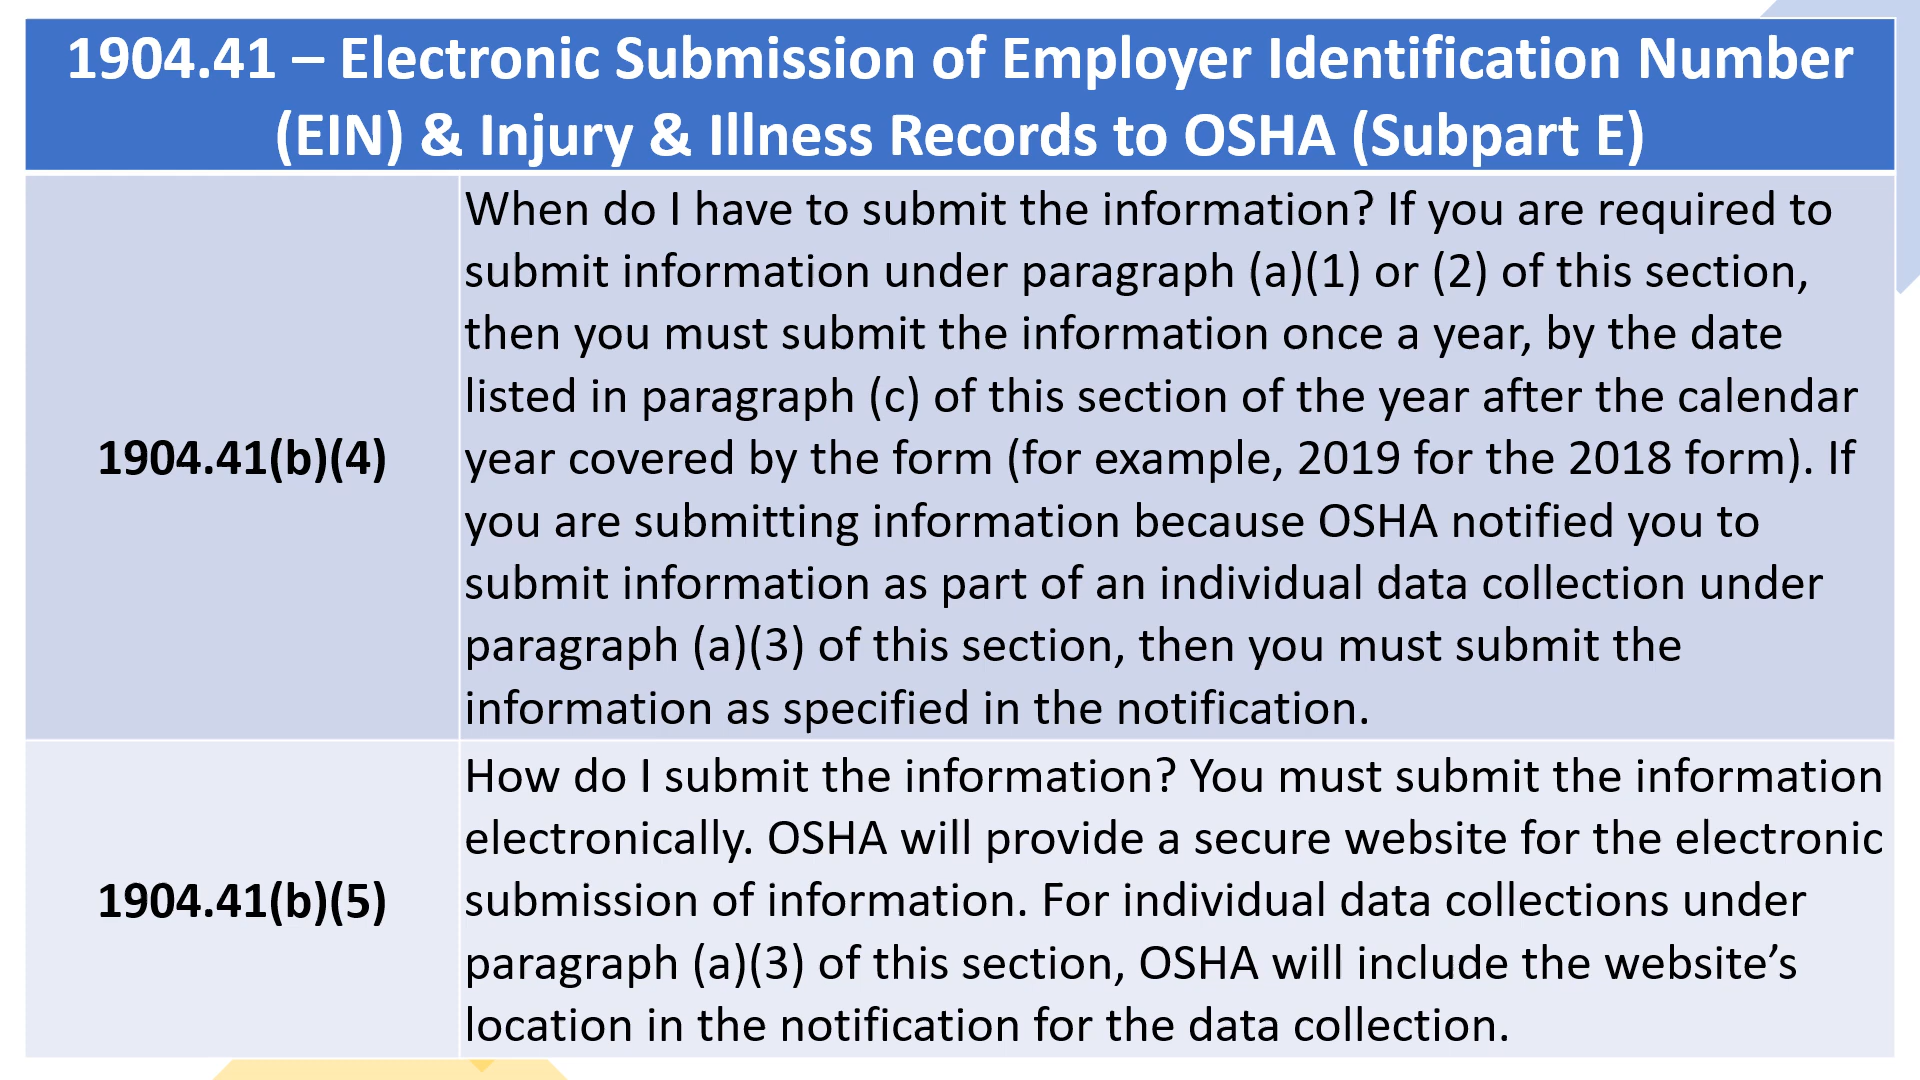 1904.41 – Electronic Submission of Employer Identification Number
(EIN) & Injury & Illness Records to OSHA (Subpart E)
1904.41(b)(4)
When do I have to submit the information? If you are required to
submit information under paragraph (a)(1) or (2) of this section,
then you must submit the information once a year, by the date
listed in paragraph (c) of this section of the year after the calendar
year covered by the form (for example, 2019 for the 2018 form). If
you are submitting information because OSHA notified you to
submit information as part of an individual data collection under
paragraph (a)(3) of this section, then you must submit the
information as specified in the notification.
1904.41(b)(5)
How do I submit the information? You must submit the information
electronically. OSHA will provide a secure website for the electronic
submission of information. For individual data collections under
paragraph (a)(3) of this section, OSHA will include the website’s
location in the notification for the data collection.